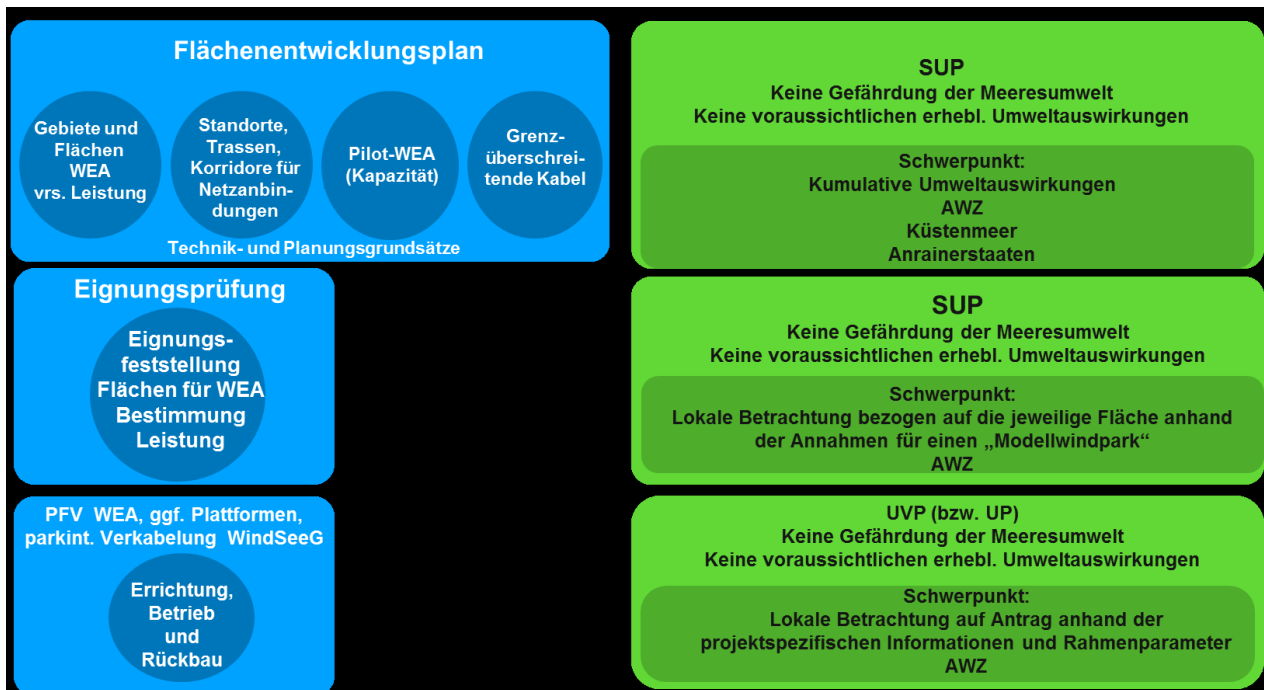 Flächenentwicklungsplan
Gebiete und
Flächen
WEA
vrs. Leistung
Standorte,
Trassen,
Korridore für
Netzanbin-
dungen
Pilot-WEA
(Kapazität)
Grenz-
überschrei-
tende Kabel
Technik- und Planungsgrundsätze
SUP
Keine Gefährdung der Meeresumwelt
Keine voraussichtlichen erhebl. Umweltauswirkungen
Schwerpunkt:
Kumulative Umweltauswirkungen
AWZ
Küstenmeer
Anrainerstaaten
Eignungsprüfung
Eignungs-
feststellung
Flächen für WEA
Bestimmung
Leistung
SUP
Keine Gefährdung der Meeresumwelt
Keine voraussichtlichen erhebl. Umweltauswirkungen
Schwerpunkt:
Lokale Betrachtung bezogen auf die jeweilige Fläche anhand
der Annahmen für einen „Modellwindpark“
AWZ
PFV WEA, ggf. Plattformen,
parkint. Verkabelung WindSeeG
Errichtung,
Betrieb
und
Rückbau
UVP (bzw. UP)
Keine Gefährdung der Meeresumwelt
Keine voraussichtlichen erhebl. Umweltauswirkungen
Schwerpunkt:
Lokale Betrachtung auf Antrag anhand der
projektspezifischen Informationen und Rahmenparameter
AWZ